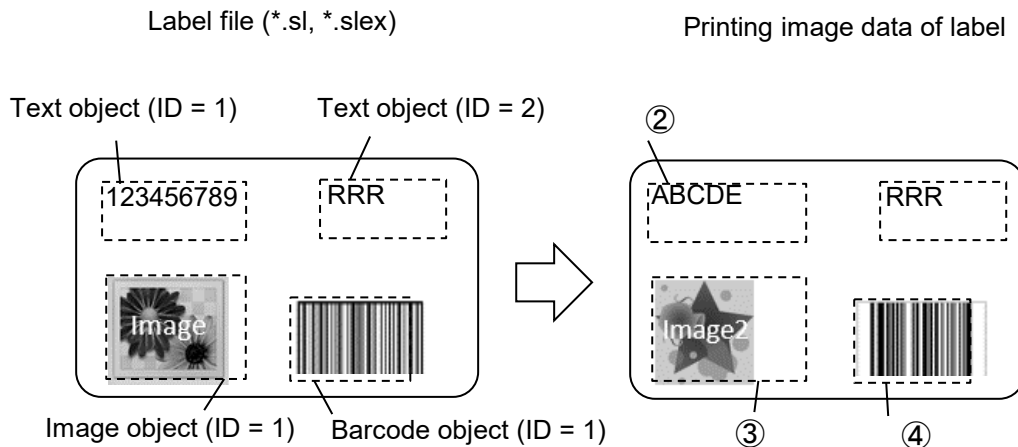 Label file (*.sl, *.slex)
Printing image data of label
Text object (ID = 1)
Text object (ID = 2)
②
123456789
RRR
ABCDE
RRR
Image
Image2
Image object (ID = 1)
Barcode object (ID = 1)
③
④